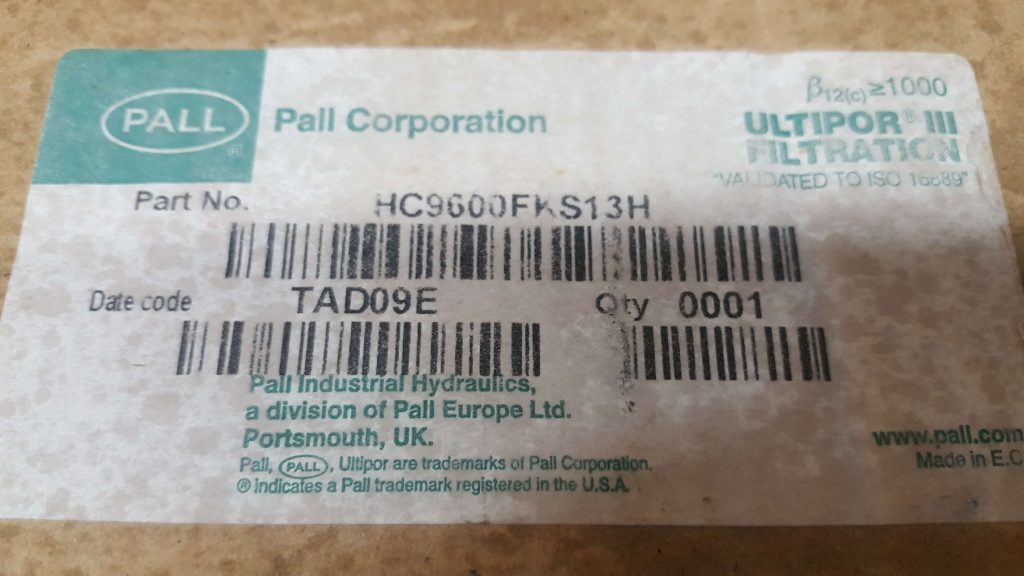 PALL ®
Pall Corporation
β12(c)≥1000
ULTIPOR® III
FILTRATION
"VALIDATED TO ISO 16889"
Part No. HC9600FKS13H
Date code TAD09E Qty 0001
Pall Industrial Hydraulics,
a division of Pall Europe Ltd.
Portsmouth, UK.
www.pall.com
Pall, PALL, Ultipor are trademarks of Pall Corporation.
Made in E.C
® indicates a Pall trademark registered in the U.S.A.